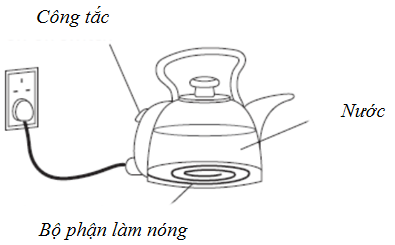 Công tắc
Nước
Bộ phận làm nóng